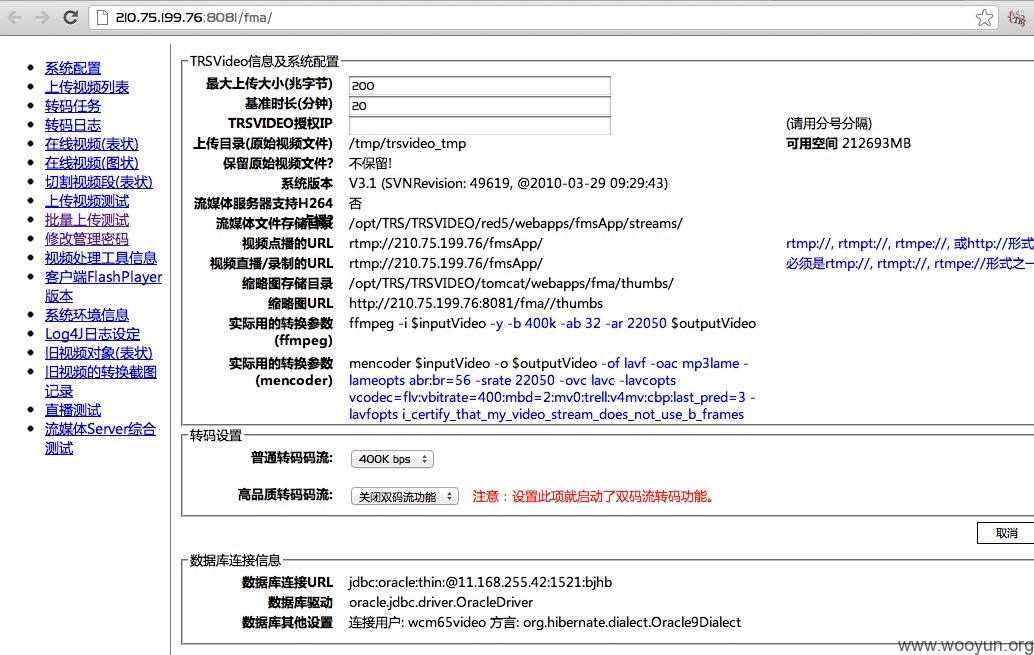 210.75.199.76:8081/fma/
系统配置
上传视频列表
转码任务
转码日志
在线视频(表状)
在线视频(图状)
切割视频段(表状)
上传视频测试
批量上传测试
修改管理密码
视频处理工具信息
客户端FlashPlayer
版本
系统环境信息
Log4J日志设定
旧视频对象(表状)
旧视频的转换截图
记录
直播测试
流媒体Server综合
测试
TRSVideo信息及系统配置
最大上传大小(兆字节) 200
基准时长(分钟) 20
TRSVIDEO授权IP (请用分号分隔)
上传目录(原始视频文件) /tmp/trsvideo_tmp 可用空间 212693MB
保留原始视频文件? 不保留!
系统版本 V3.1 (SVNRevision: 49619, @2010-03-29 09:29:43)
流媒体服务器支持H264 否
点播?
流媒体文件存储目录 /opt/TRS/TRSVIDEO/red5/webapps/fmsApp/streams/
视频点播的URL rtmp://210.75.199.76/fmsApp/ rtmp://, rtmpt://, rtmpe://, 或http://形式
视频直播/录制的URL rtmp://210.75.199.76/fmsApp/ 必须是rtmp://, rtmpt://, rtmpe://形式之一
缩略图存储目录 /opt/TRS/TRSVIDEO/tomcat/webapps/fma/thumbs/
缩略图URL http://210.75.199.76:8081/fma//thumbs
实际用的转换参数 ffmpeg -i $inputVideo -y -b 400k -ab 32 -ar 22050 $outputVideo
(ffmpeg)
实际用的转换参数 mencoder $inputVideo -o $outputVideo -of lavf -oac mp3lame -
(mencoder) lameopts abr:br=56 -srate 22050 -ovc lavc -lavcopts
vcodec=flv:vbitrate=400:mbd=2:mv0:trell:v4mv:cbp:last_pred=3 -
lavfopts i_certify_that_my_video_stream_does_not_use_b_frames
转码设置
普通转码码流: 400K bps
高品质转码码流: 关闭双码流功能 注意：设置此项就启动了双码流转码功能。
取消
数据库连接信息
数据库连接URL jdbc:oracle:thin:@11.168.255.42:1521:bjhb
数据库驱动 oracle.jdbc.driver.OracleDriver
数据库其他设置 连接用户: wcm65video 方言: org.hibernate.dialect.Oracle9Dialect
www.wooyun.org